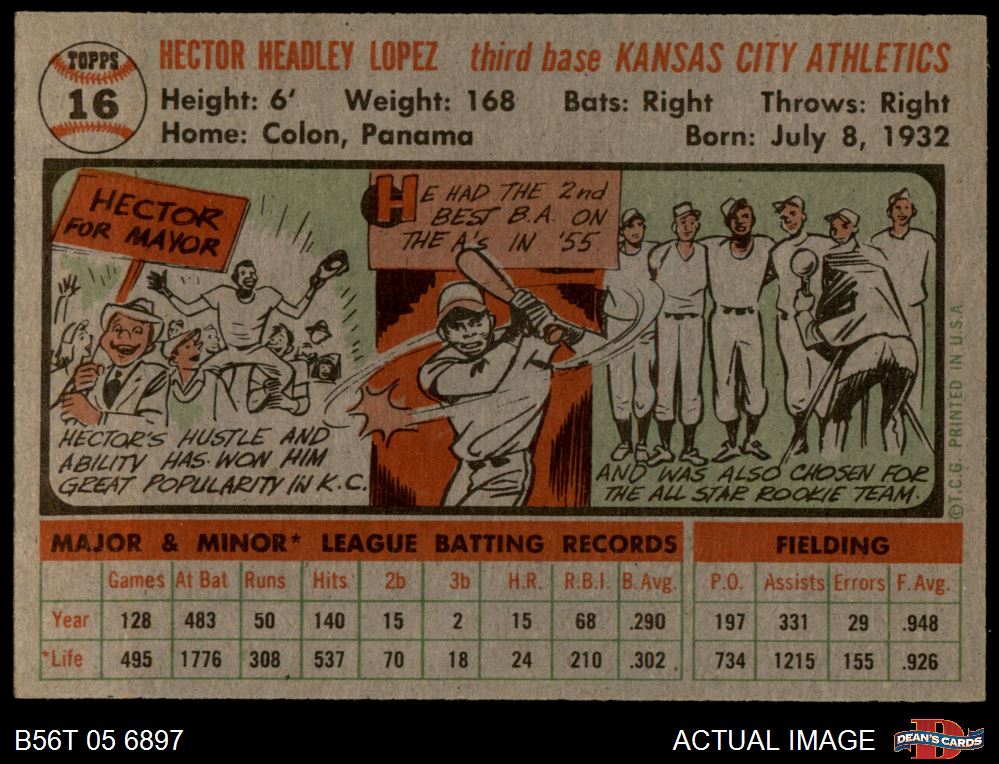 TOPPS
16
HECTOR HEADLEY LOPEZ third base KANSAS CITY ATHLETICS
Height: 6' Weight: 168 Bats: Right Throws: Right
Home: Colon, Panama Born: July 8, 1932
HECTOR
FOR MAYOR
HECTOR'S HUSTLE AND
ABILITY HAS WON HIM
GREAT POPULARITY IN K.C.
HE HAD THE 2nd
BEST B.A. ON
THE A's IN '55
AND WAS ALSO CHOSEN FOR
THE ALL STAR ROOKIE TEAM.
©T.C.G. PRINTED IN U.S.A.
MAJOR & MINOR* LEAGUE BATTING RECORDS FIELDING
Games At Bat Runs Hits 2b 3b H.R. R.B.I. B. Avg. P.O. Assists Errors F. Avg.
Year 128 483 50 140 15 2 15 68 .290 197 331 29 .948
*Life 495 1776 308 537 70 18 24 210 .302 734 1215 155 .926
B56T 05 6897 ACTUAL IMAGE DEAN'S CARDS